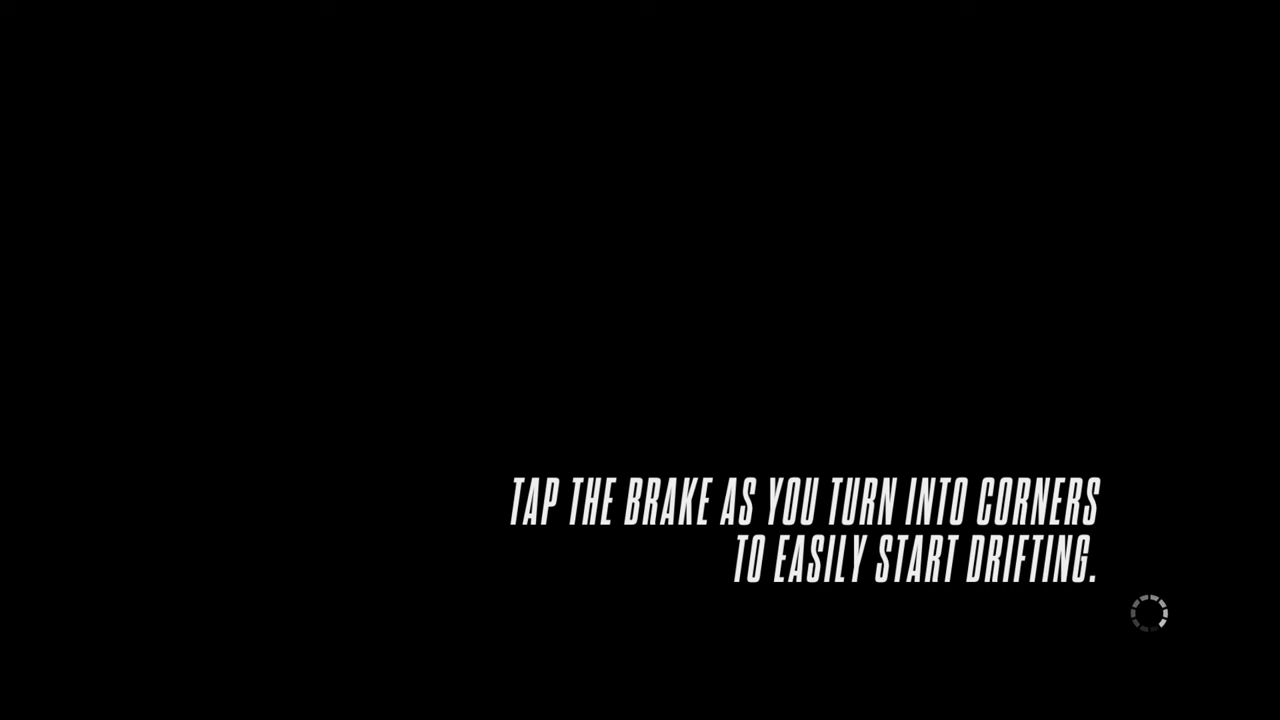 TAP THE BRAKE AS YOU TURN INTO CORNERS
TO EASILY START DRIFTING.